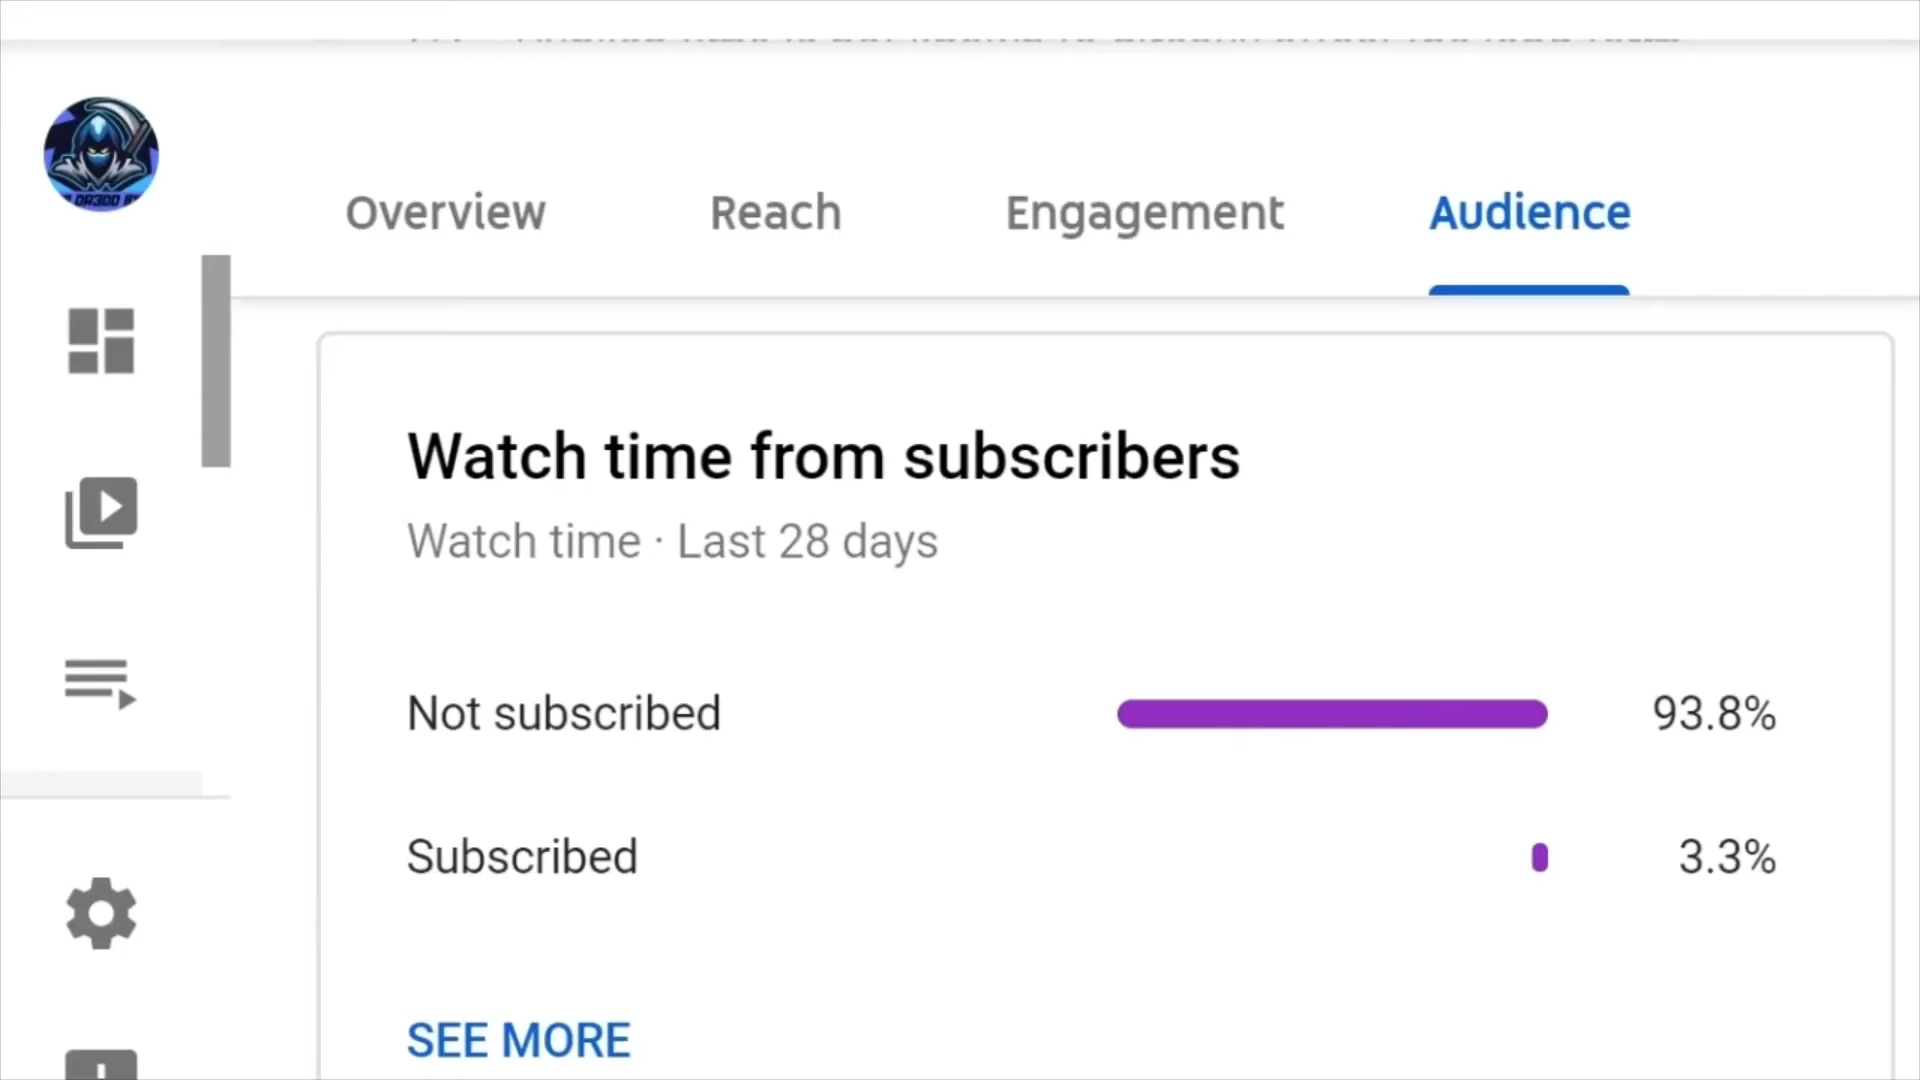 Overview Reach Engagement Audience
Watch time from subscribers
Watch time · Last 28 days
Not subscribed 93.8%
Subscribed 3.3%
SEE MORE